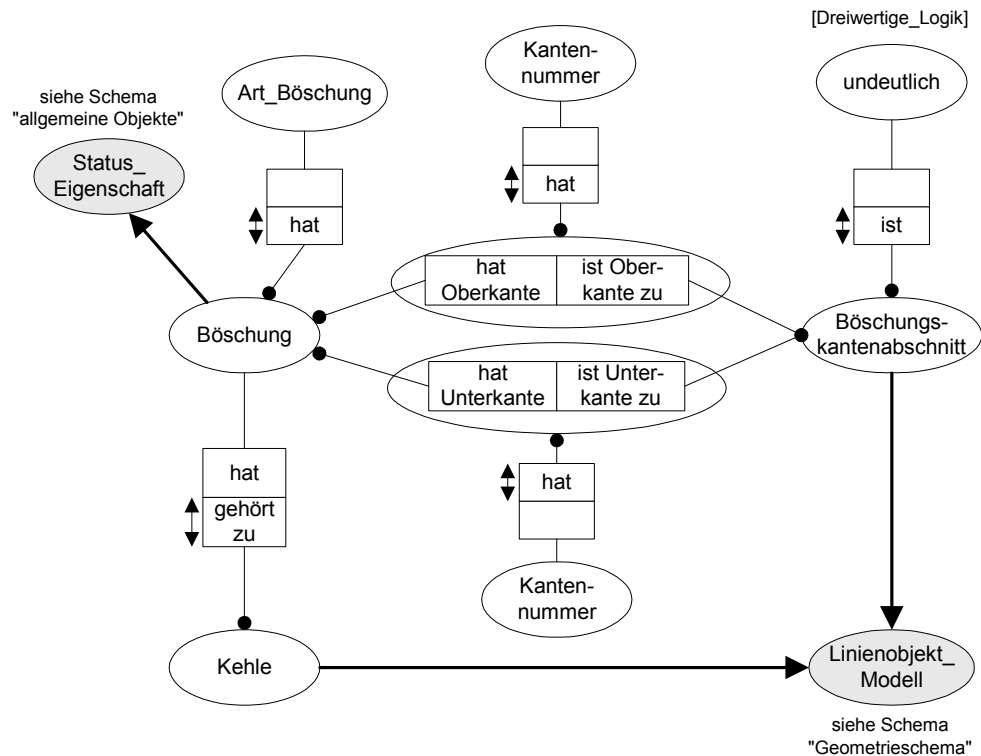 [Dreiwertige_Logik]
Kanten-
nummer
undeutlich
siehe Schema
"allgemeine Objekte"
Art_Böschung
Status_
Eigenschaft
hat
hat
ist
hat
Oberkante
ist Ober-
kante zu
Böschung
Böschungs-
kantenabschnitt
hat
Unterkante
ist Unter-
kante zu
hat
gehört
zu
hat
Kanten-
nummer
Kehle
Linienobjekt_
Modell
siehe Schema
"Geometrieschema"